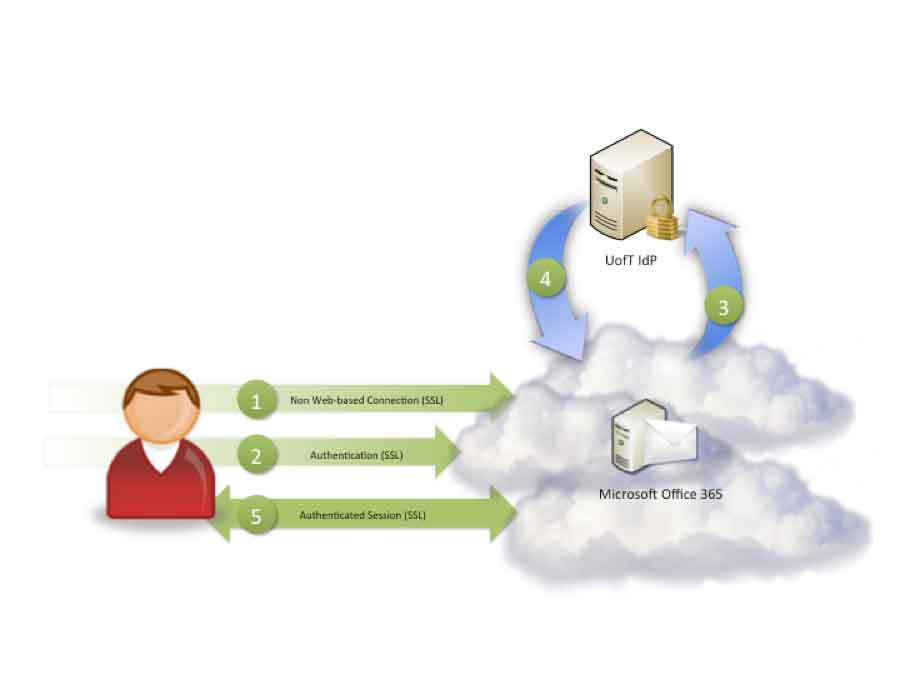 UofT IdP
4
3
1 Non Web-based Connection (SSL)
2 Authentication (SSL)
Microsoft Office 365
5 Authenticated Session (SSL)